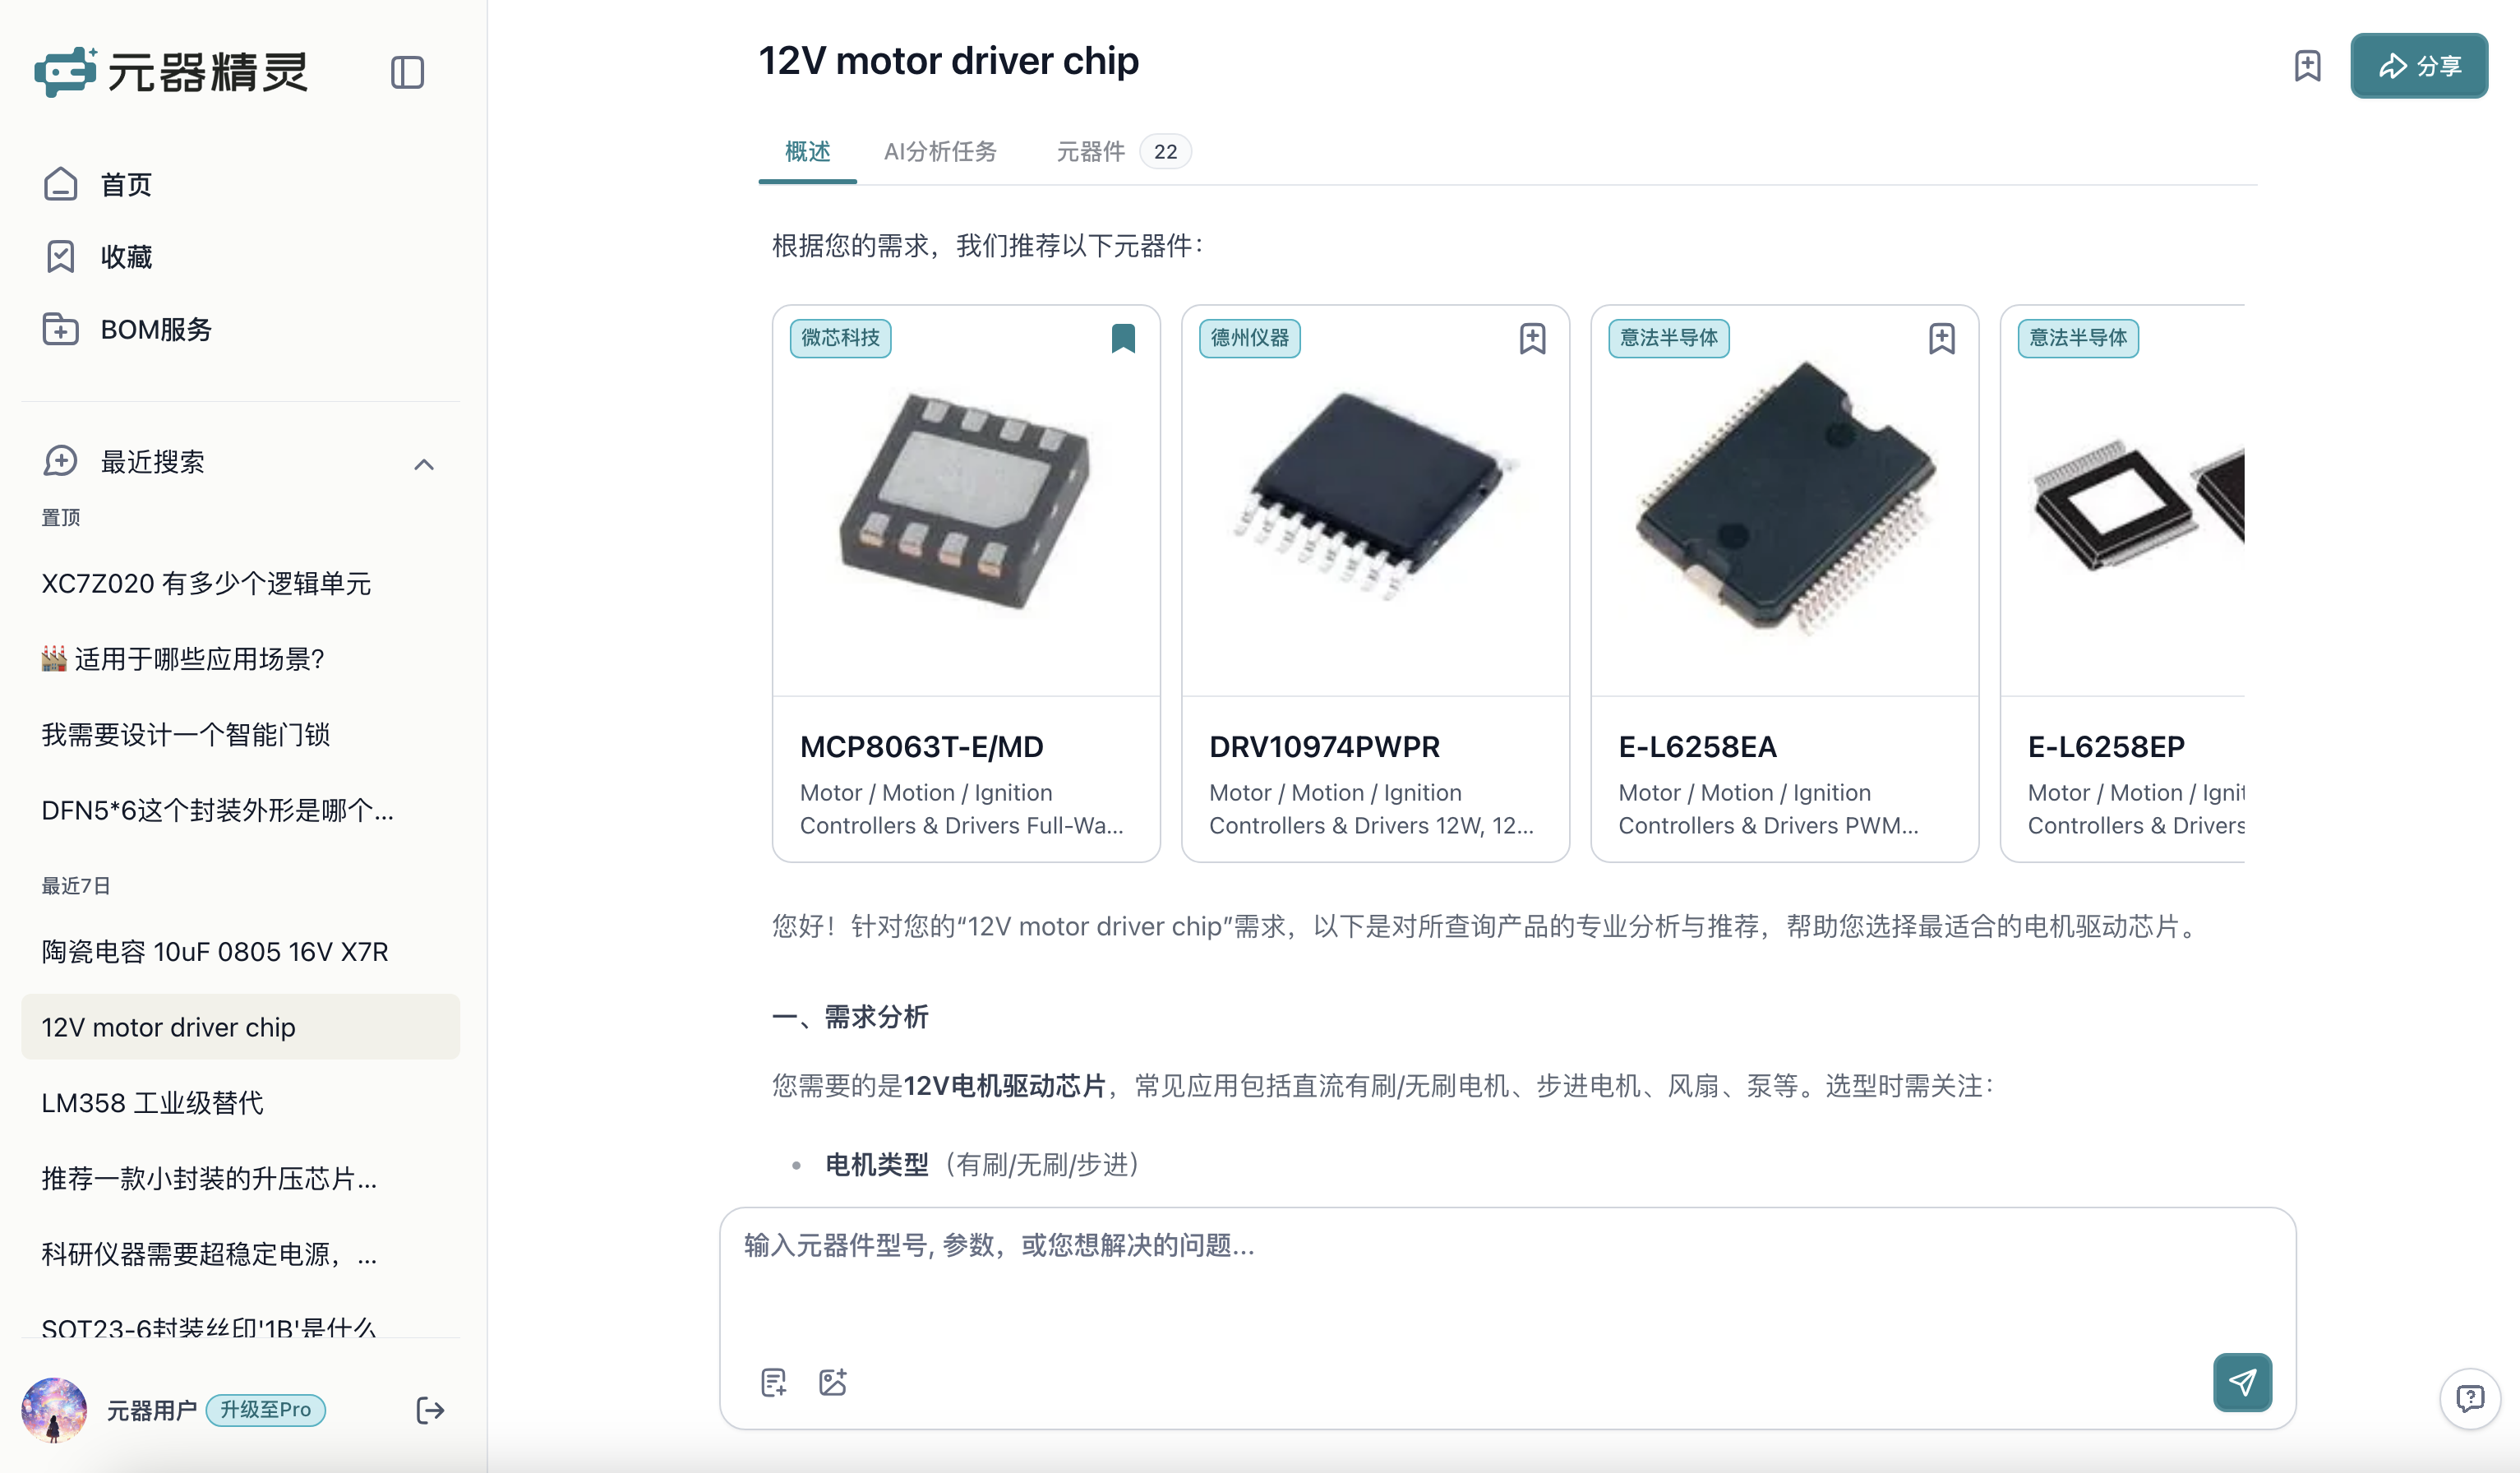 元器精灵
首页
收藏
BOM服务
最近搜索
置顶
XC7Z020 有多少个逻辑单元
🏭 适用于哪些应用场景?
我需要设计一个智能门锁
DFN5*6这个封装外形是哪个...
最近7日
陶瓷电容 10uF 0805 16V X7R
12V motor driver chip
LM358 工业级替代
推荐一款小封装的升压芯片...
科研仪器需要超稳定电源，...
SOT23-6封装丝印'1B'是什么
元器用户 升级至Pro
12V motor driver chip
分享
概述 AI分析任务 元器件 22
根据您的需求，我们推荐以下元器件：
微芯科技
MCP8063T-E/MD
Motor / Motion / Ignition
Controllers & Drivers Full-Wa...
德州仪器
DRV10974PWPR
Motor / Motion / Ignition
Controllers & Drivers 12W, 12...
意法半导体
E-L6258EA
Motor / Motion / Ignition
Controllers & Drivers PWM...
意法半导体
E-L6258EP
Motor / Motion / Ignit
Controllers & Drivers
您好！针对您的“12V motor driver chip”需求，以下是对所查询产品的专业分析与推荐，帮助您选择最适合的电机驱动芯片。
一、需求分析
您需要的是12V电机驱动芯片，常见应用包括直流有刷/无刷电机、步进电机、风扇、泵等。选型时需关注：
• 电机类型（有刷/无刷/步进）
输入元器件型号, 参数，或您想解决的问题...